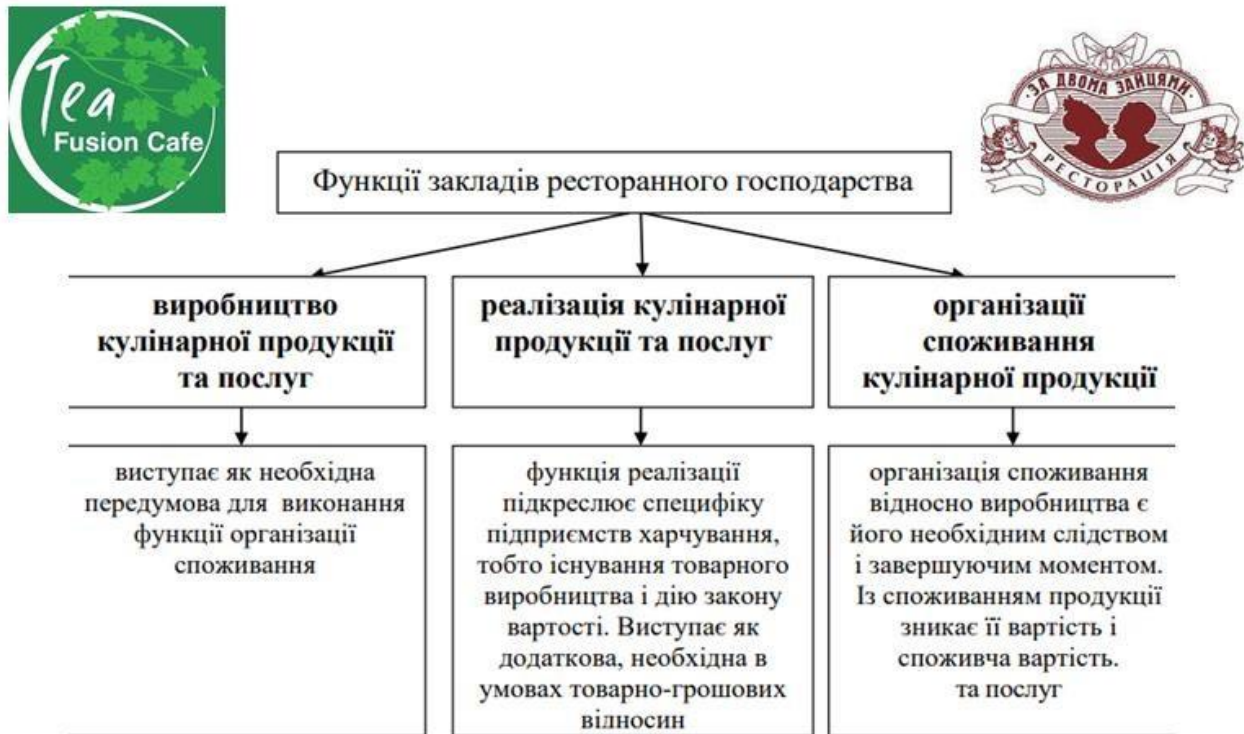 Tea
Fusion Cafe
·ЗА ДВОМА ЗАЙЦЯМИ·
РЕСТОРАЦІЯ
Функції закладів ресторанного господарства
виробництво
кулінарної продукції
та послуг
реалізація кулінарної
продукції та послуг
організації
споживання
кулінарної продукції
виступає як необхідна
передумова для виконання
функції організації
споживання
функція реалізації
підкреслює специфіку
підприємств харчування,
тобто існування товарного
виробництва і дію закону
вартості. Виступає як
додаткова, необхідна в
умовах товарно-грошових
відносин
організація споживання
відносно виробництва є
його необхідним слідством
і завершуючим моментом.
Із споживанням продукції
зникає її вартість і
споживча вартість.
та послуг